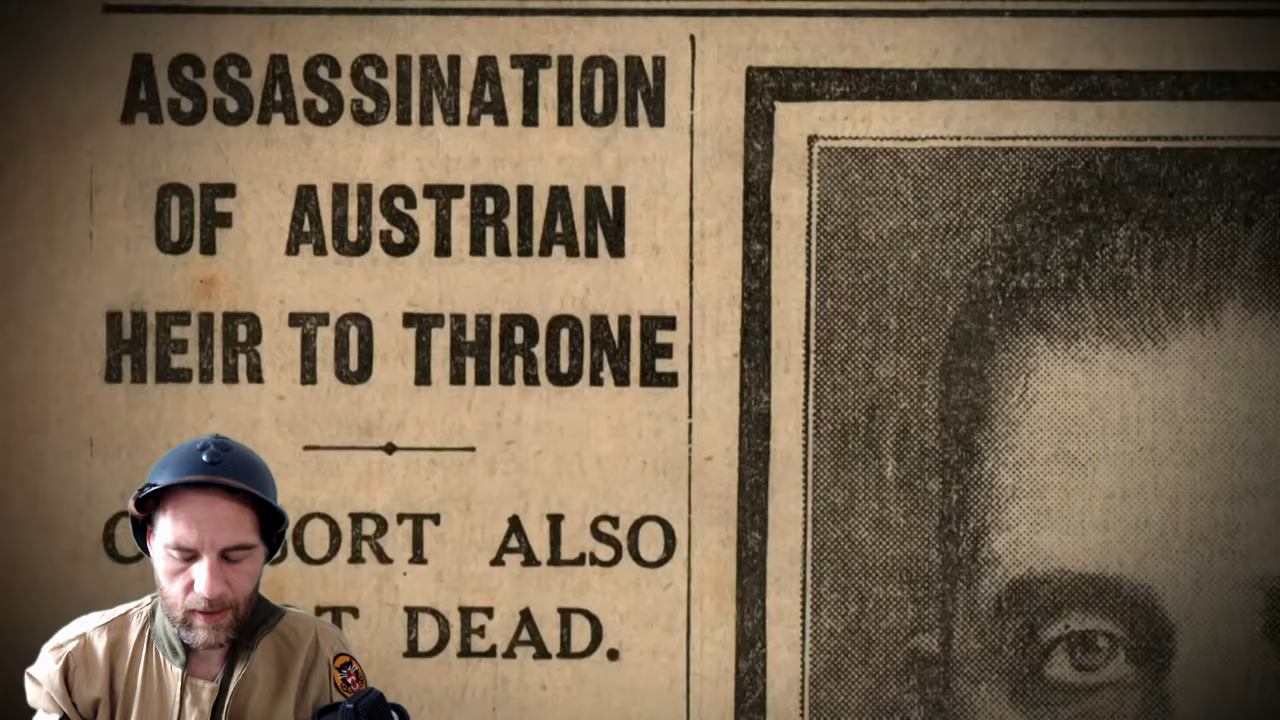 ASSASSINATION
OF AUSTRIAN
HEIR TO THRONE
ALSO
DEAD.